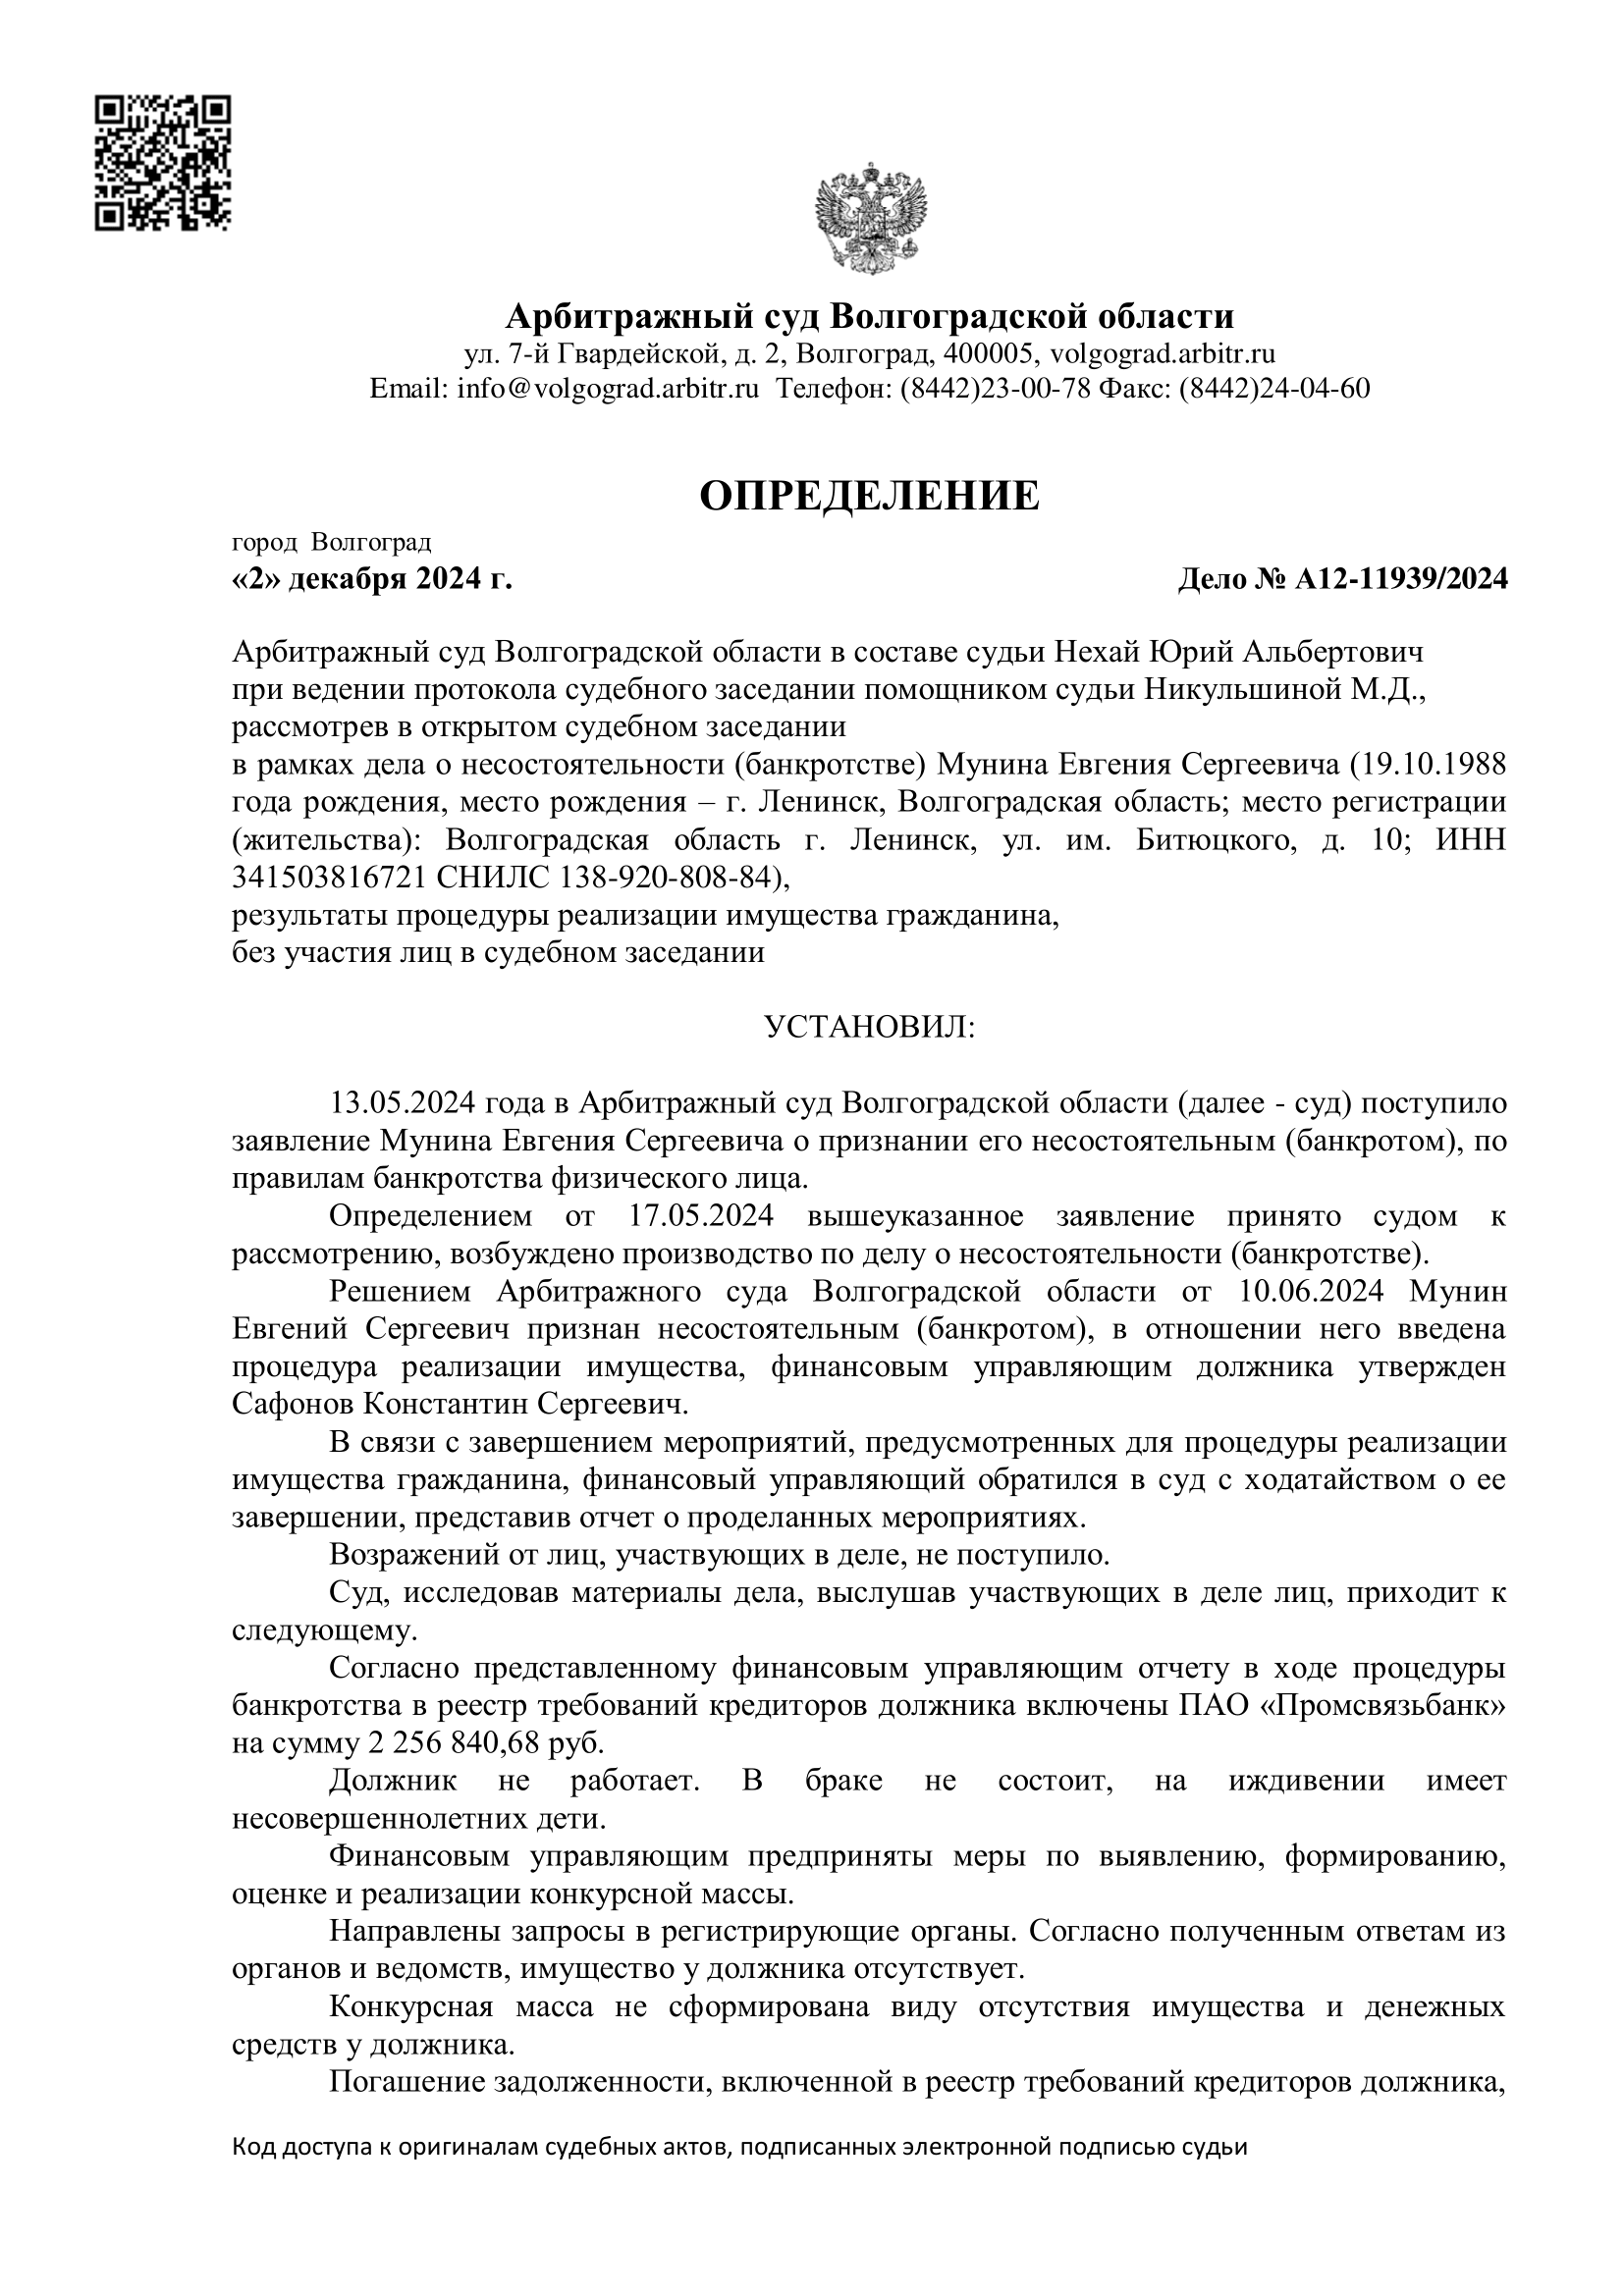 Арбитражный суд Волгоградской области
ул. 7-й Гвардейской, д. 2, Волгоград, 400005, volgograd.arbitr.ru
Email: info@volgograd.arbitr.ru Телефон: (8442)23-00-78 Факс: (8442)24-04-60
ОПРЕДЕЛЕНИЕ
город Волгоград
«2» декабря 2024 г. Дело № А12-11939/2024
Арбитражный суд Волгоградской области в составе судьи Нехай Юрий Альбертович
при ведении протокола судебного заседании помощником судьи Никульшиной М.Д.,
рассмотрев в открытом судебном заседании
в рамках дела о несостоятельности (банкротстве) Мунина Евгения Сергеевича (19.10.1988
года рождения, место рождения – г. Ленинск, Волгоградская область; место регистрации
(жительства): Волгоградская область г. Ленинск, ул. им. Битюцкого, д. 10; ИНН
341503816721 СНИЛС 138-920-808-84),
результаты процедуры реализации имущества гражданина,
без участия лиц в судебном заседании
УСТАНОВИЛ:
13.05.2024 года в Арбитражный суд Волгоградской области (далее - суд) поступило
заявление Мунина Евгения Сергеевича о признании его несостоятельным (банкротом), по
правилам банкротства физического лица.
Определением от 17.05.2024 вышеуказанное заявление принято судом к
рассмотрению, возбуждено производство по делу о несостоятельности (банкротстве).
Решением Арбитражного суда Волгоградской области от 10.06.2024 Мунин
Евгений Сергеевич признан несостоятельным (банкротом), в отношении него введена
процедура реализации имущества, финансовым управляющим должника утвержден
Сафонов Константин Сергеевич.
В связи с завершением мероприятий, предусмотренных для процедуры реализации
имущества гражданина, финансовый управляющий обратился в суд с ходатайством о ее
завершении, представив отчет о проделанных мероприятиях.
Возражений от лиц, участвующих в деле, не поступило.
Суд, исследовав материалы дела, выслушав участвующих в деле лиц, приходит к
следующему.
Согласно представленному финансовым управляющим отчету в ходе процедуры
банкротства в реестр требований кредиторов должника включены ПАО «Промсвязьбанк»
на сумму 2 256 840,68 руб.
Должник не работает. В браке не состоит, на иждивении имеет
несовершеннолетних дети.
Финансовым управляющим предприняты меры по выявлению, формированию,
оценке и реализации конкурсной массы.
Направлены запросы в регистрирующие органы. Согласно полученным ответам из
органов и ведомств, имущество у должника отсутствует.
Конкурсная масса не сформирована виду отсутствия имущества и денежных
средств у должника.
Погашение задолженности, включенной в реестр требований кредиторов должника,
Код доступа к оригиналам судебных актов, подписанных электронной подписью судьи